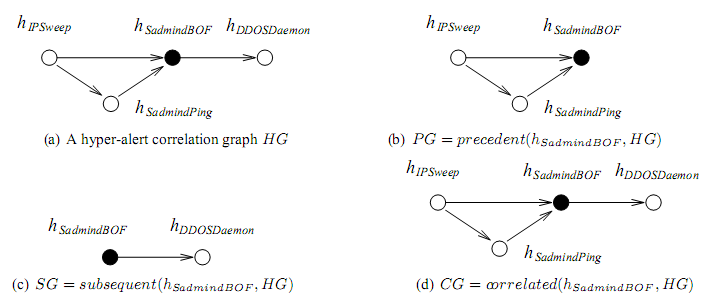 h_IPSweep h_SadmindBOF h_DDOSDaemon
h_SadmindPing
(a) A hyper-alert correlation graph HG
h_IPSweep h_SadmindBOF
h_SadmindPing
(b) PG = precedent(h_SadmindBOF, HG)
h_SadmindBOF h_DDOSDaemon
(c) SG = subsequent(h_SadmindBOF, HG)
h_IPSweep h_SadmindBOF h_DDOSDaemon
h_SadmindPing
(d) CG = correlated(h_SadmindBOF, HG)